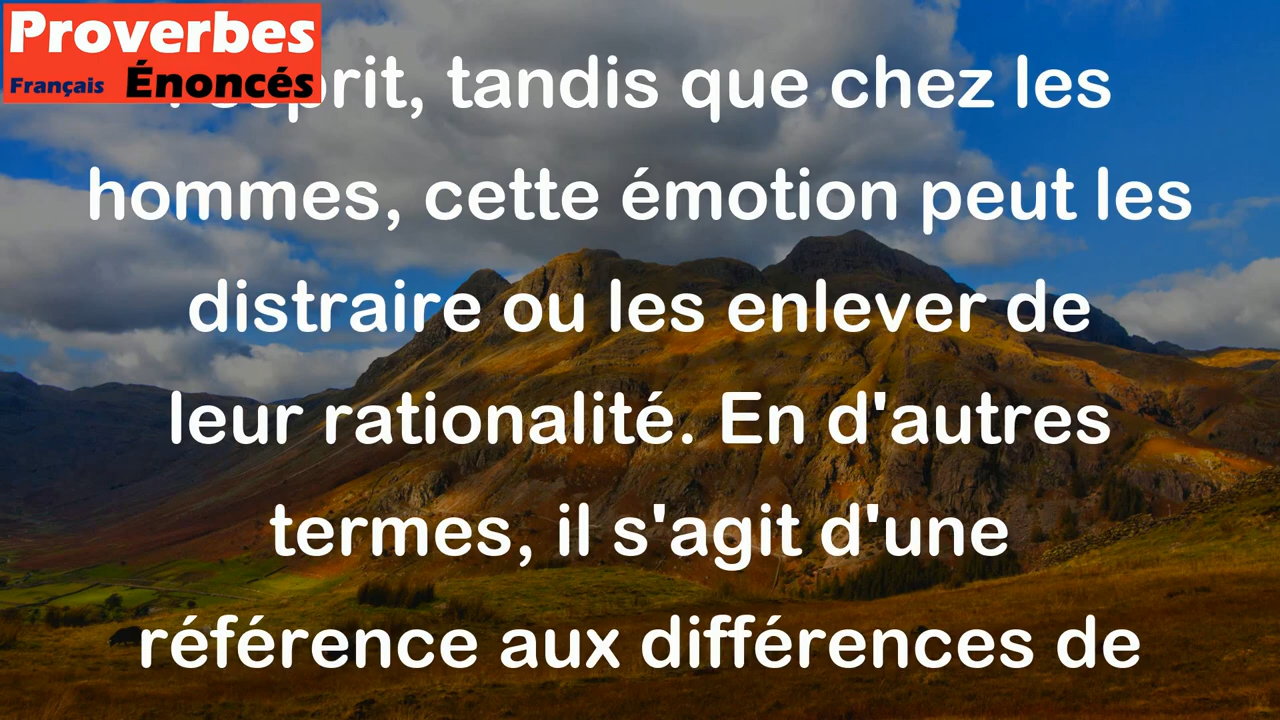 Proverbes
Français Énoncés
l'esprit, tandis que chez les
hommes, cette émotion peut les
distraire ou les enlever de
leur rationalité. En d'autres
termes, il s'agit d'une
référence aux différences de